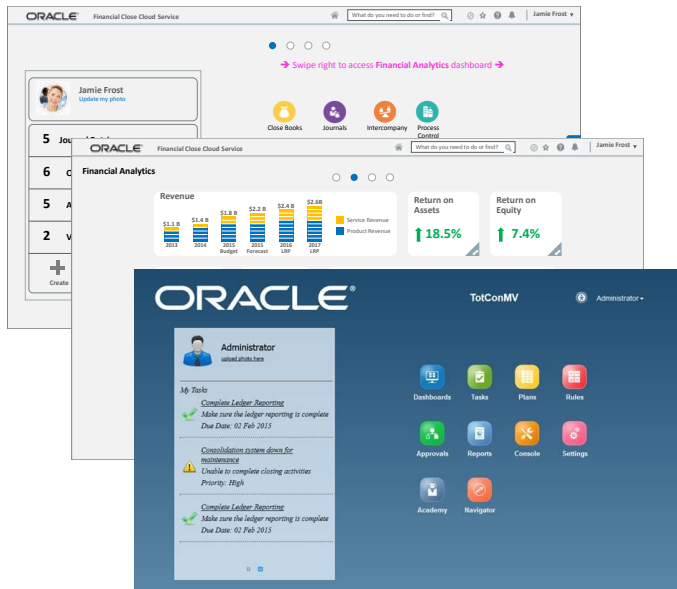 ORACLE® Financial Close Cloud Service
What do you need to do or find?
Jamie Frost
→ Swipe right to access Financial Analytics dashboard →
Jamie Frost
Update my photo
Close Books
Journals
Intercompany
Process
Control
5
6
5
2
Create
ORACLE® Financial Close Cloud Service
What do you need to do or find?
Jamie Frost
Financial Analytics
Revenue
$1.1 B
$1.4 B
$1.8 B
$2.2 B
$2.4 B
$2.6B
2013
2014
2015
Budget
2015
Forecast
2016
LRP
2017
LRP
Service Revenue
Product Revenue
Return on
Assets
18.5%
Return on
Equity
7.4%
ORACLE®
TotConMV
Administrator
Administrator
upload photo here
My Tasks
Complete Ledger Reporting
Make sure the ledger reporting is complete
Due Date: 02 Feb 2015
Consolidation system down for
maintenance
Unable to complete closing activities
Priority: High
Complete Ledger Reporting
Make sure the ledger reporting is complete
Due Date: 02 Feb 2015
Dashboards
Tasks
Plans
Rules
Approvals
Reports
Console
Settings
Academy
Navigator